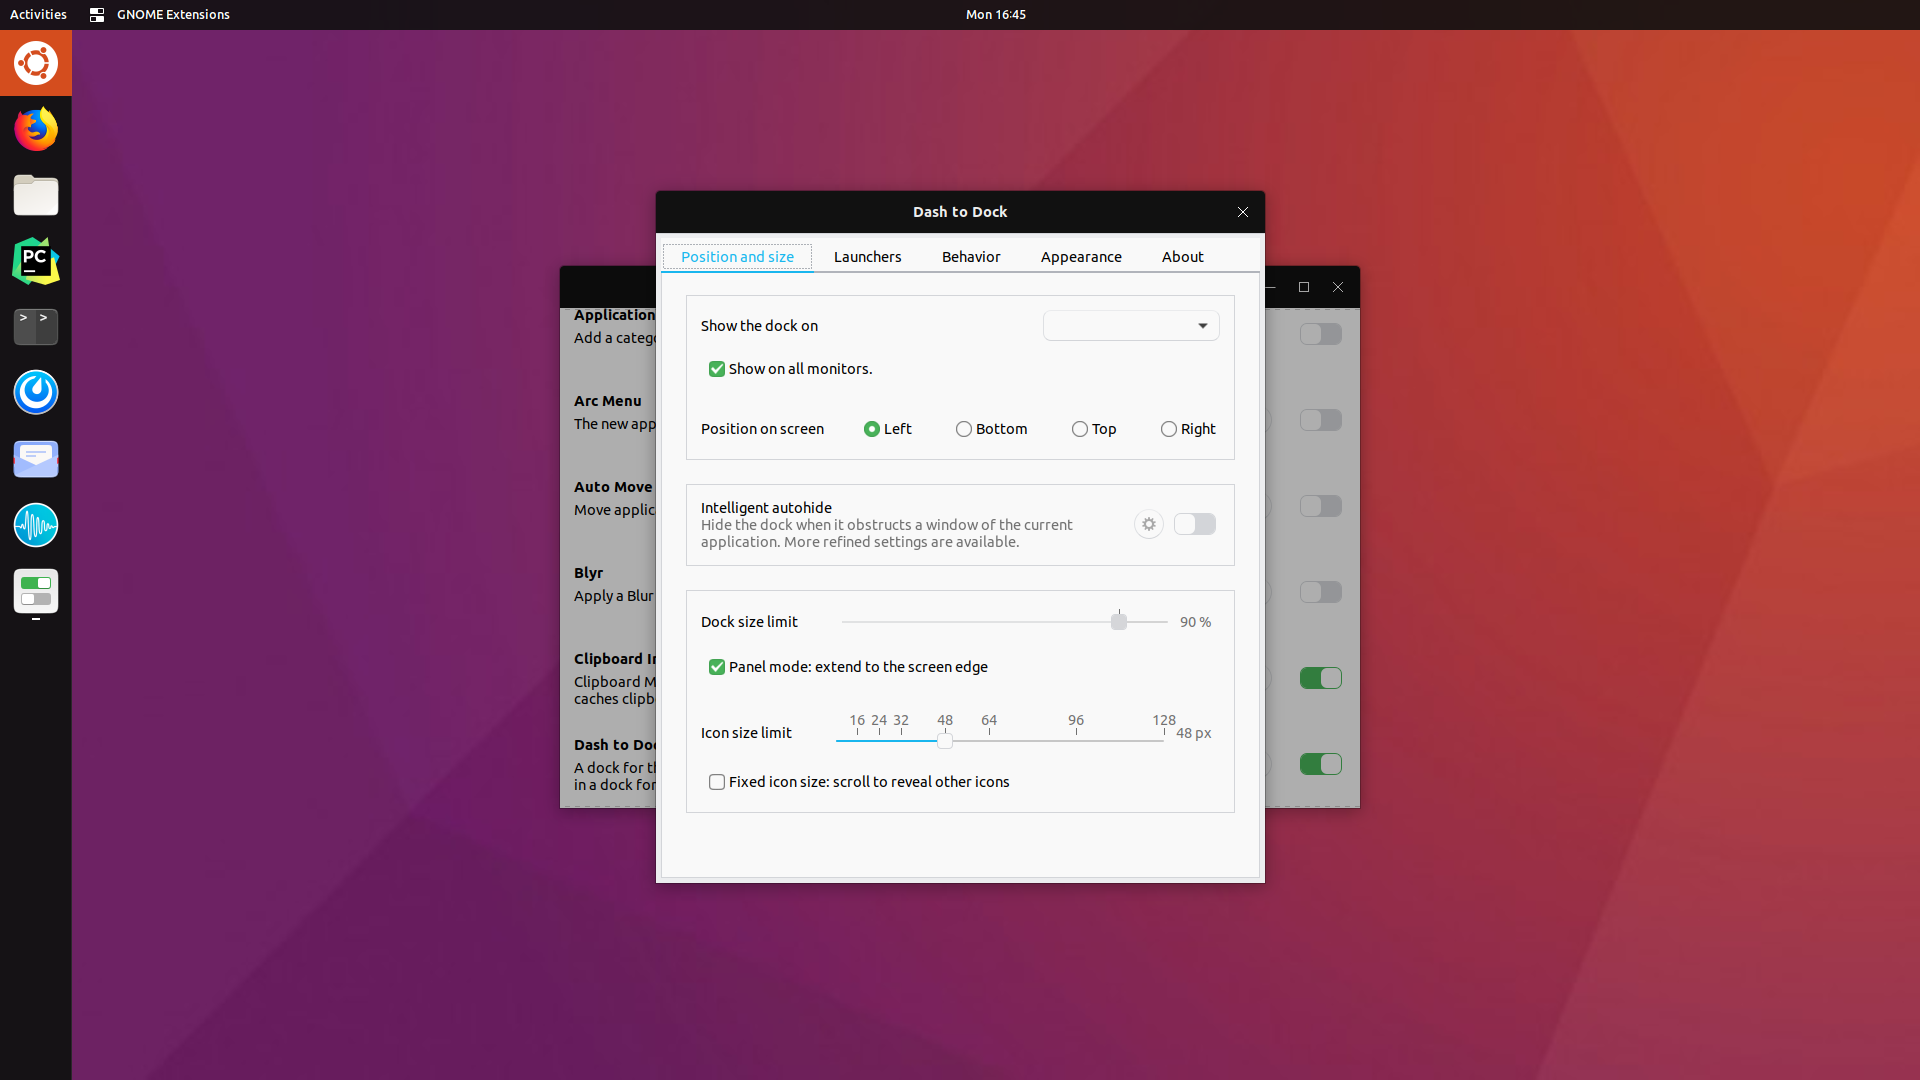 Activities
GNOME Extensions
Mon 16:45
PC
> >
Dash to Dock
Position and size
Launchers
Behavior
Appearance
About
Show the dock on
Show on all monitors.
Position on screen
Left
Bottom
Top
Right
Intelligent autohide
Hide the dock when it obstructs a window of the current
application. More refined settings are available.
Dock size limit
90 %
Panel mode: extend to the screen edge
16 24 32 48 64 96 128
Icon size limit
48 px
Fixed icon size: scroll to reveal other icons
Application
Add a catego
Arc Menu
The new app
Auto Move
Move applic
Blyr
Apply a Blur
Clipboard In
Clipboard M
caches clipb
Dash to Doc
A dock for th
in a dock for